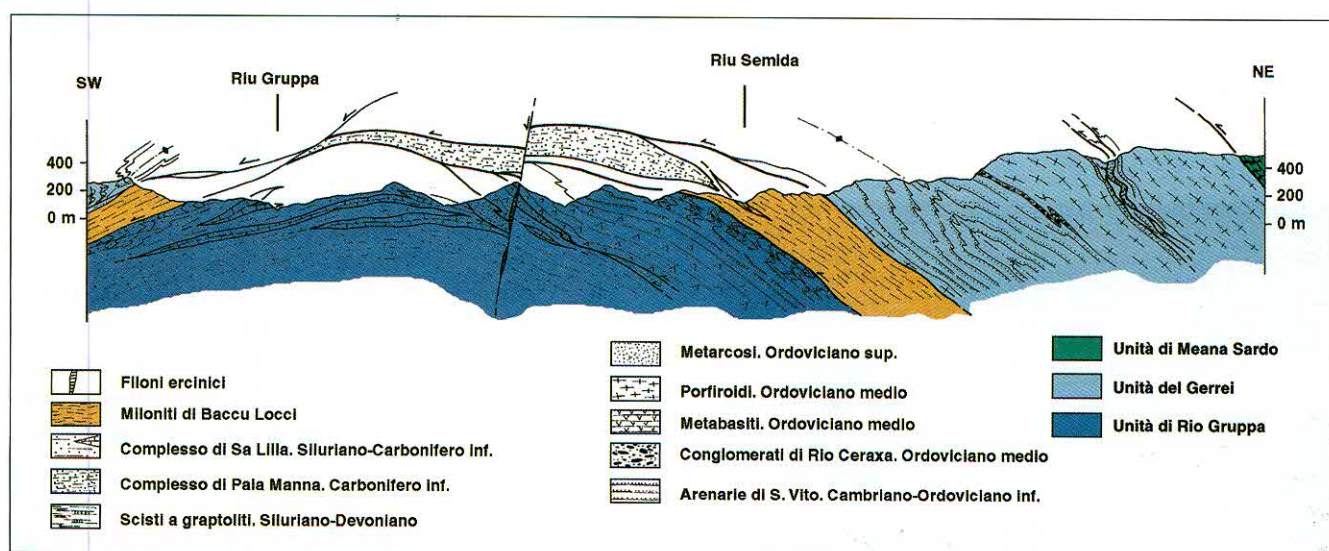 SW
Riu Gruppa
Riu Semida
NE
400
200
0 m
400
200
0 m
Filoni ercinici
Miloniti di Baccu Locci
Complesso di Sa Lilla. Siluriano-Carbonifero inf.
Complesso di Pala Manna. Carbonifero inf.
Scisti a graptoliti. Siluriano-Devoniano
Metarcosi. Ordoviciano sup.
Porfiroidi. Ordoviciano medio
Metabasiti. Ordoviciano medio
Conglomerati di Rio Ceraxa. Ordoviciano medio
Arenarie di S. Vito. Cambriano-Ordoviciano inf.
Unità di Meana Sardo
Unità del Gerrei
Unità di Rio Gruppa